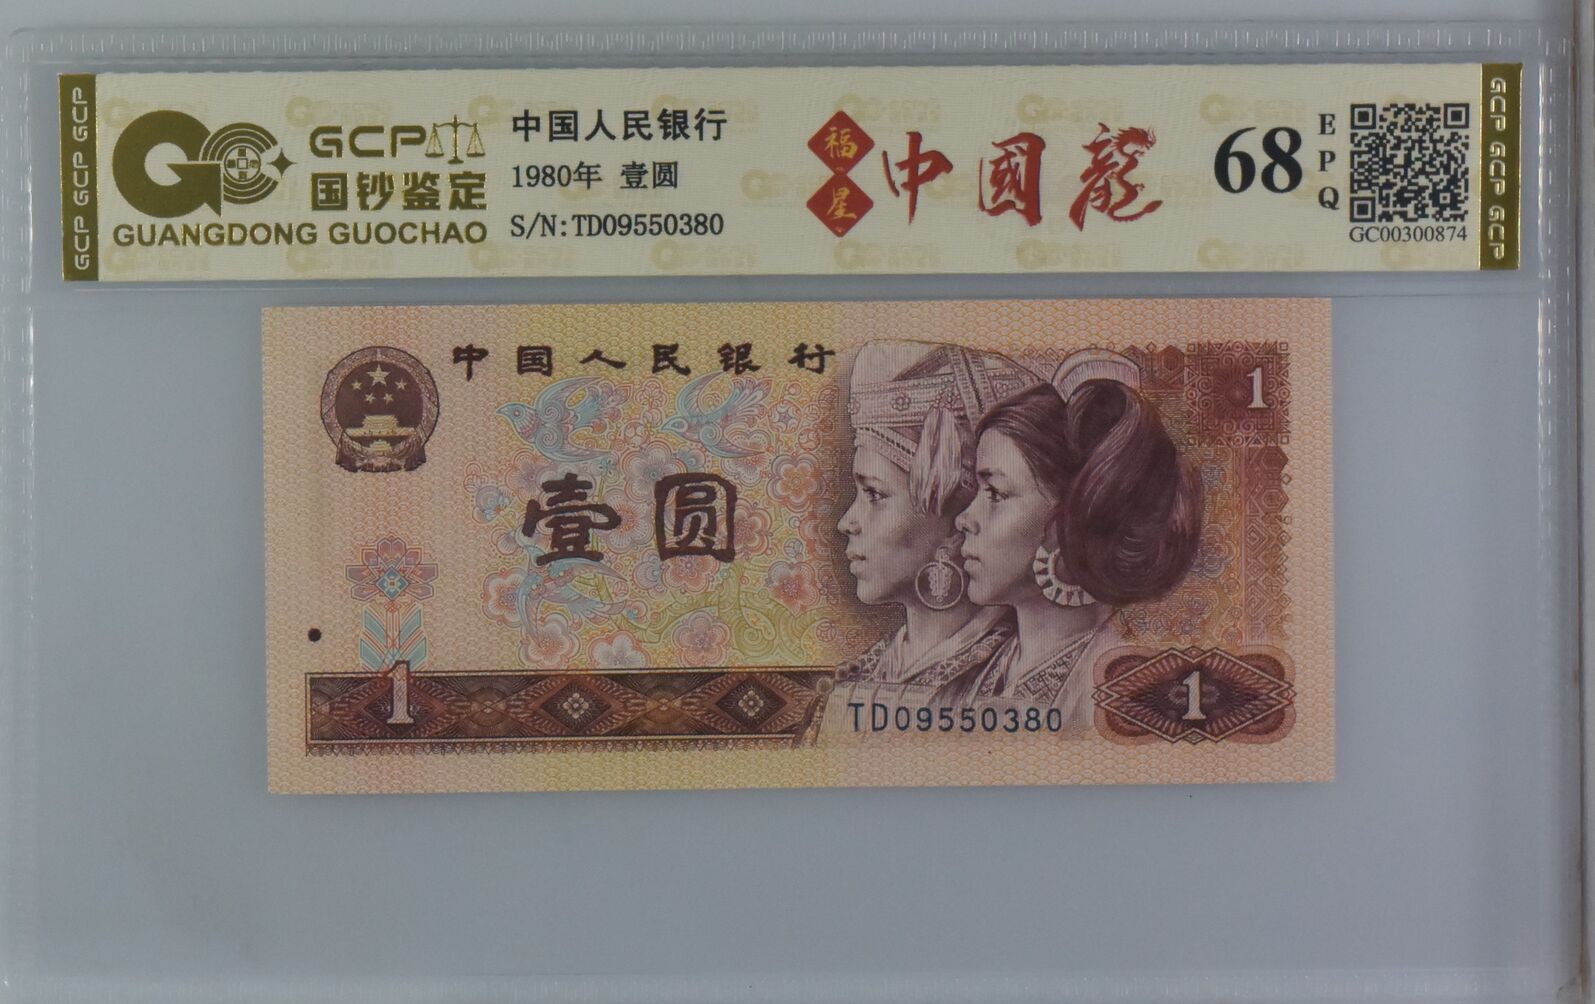 GCP GCP GCP
GCP
国钞鉴定
GUANGDONG GUOCHAO
中国人民银行
1980年 壹圆
S/N:TD09550380
福星
中國龍
68
EPQ
GC00300874
GCP GCP GCP
中国人民银行
1
壹圆
1
TD09550380
1